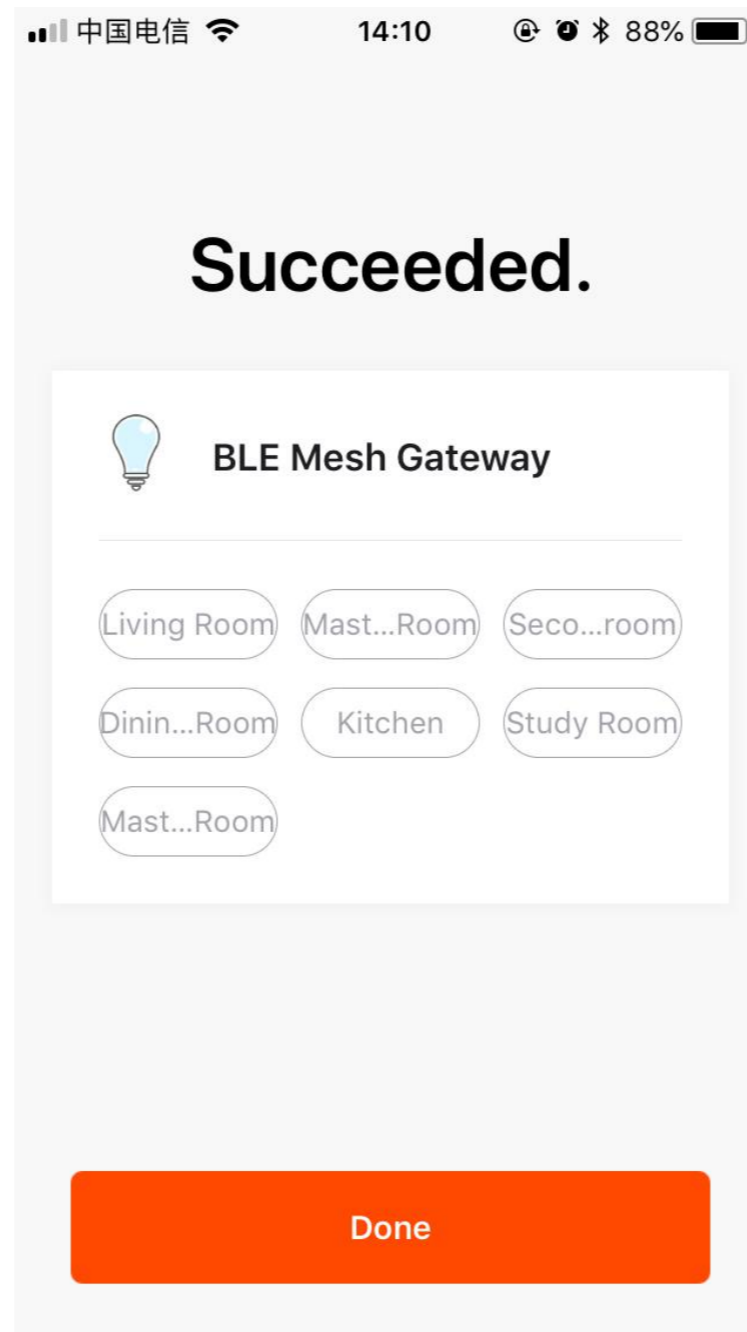 中国电信 14:10 88%
Succeeded.
BLE Mesh Gateway
Living Room Mast...Room Seco...room
Dinin...Room Kitchen Study Room
Mast...Room
Done